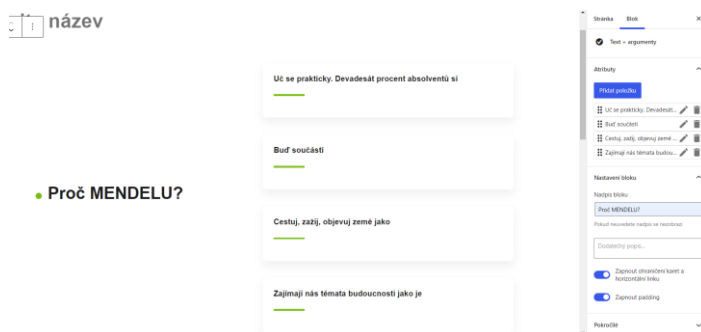 název
Uč se prakticky. Devadesát procent absolventů si
Buď součástí
Proč MENDELU?
Cestuj, zažij, objevuj země jako
Zajímají nás témata budoucnosti jako je
Stránka Blok
Text - argumenty
Atributy
Přidat položku
Uč se prakticky. Devadesát...
Buď součástí
Cestuj, zažij, objevuj země ...
Zajímají nás témata budou...
Nastavení bloku
Nadpis bloku
Proč MENDELU?
Pokud neuvedete nadpis se nezobrazí
Dodatečný popis...
Zapnout ohraničení karet a
horizontální linku
Zapnout padding
Pokročilé